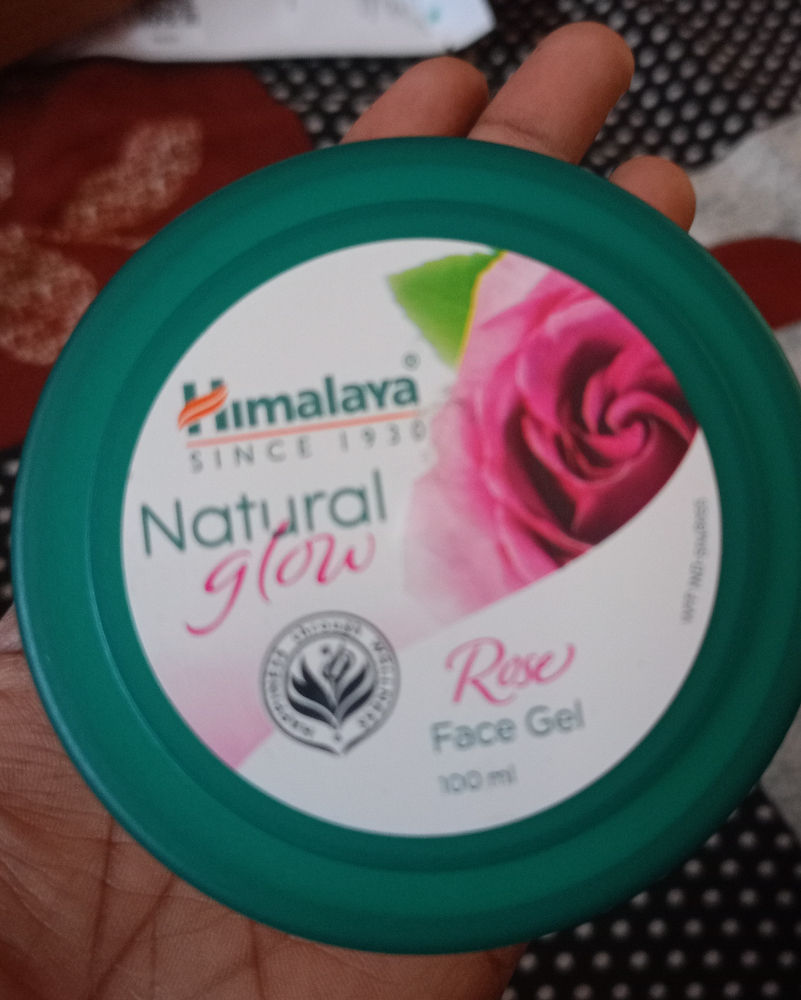 Himalaya®
SINCE 1930
Natural
glow
Rose
Face Gel
100 ml